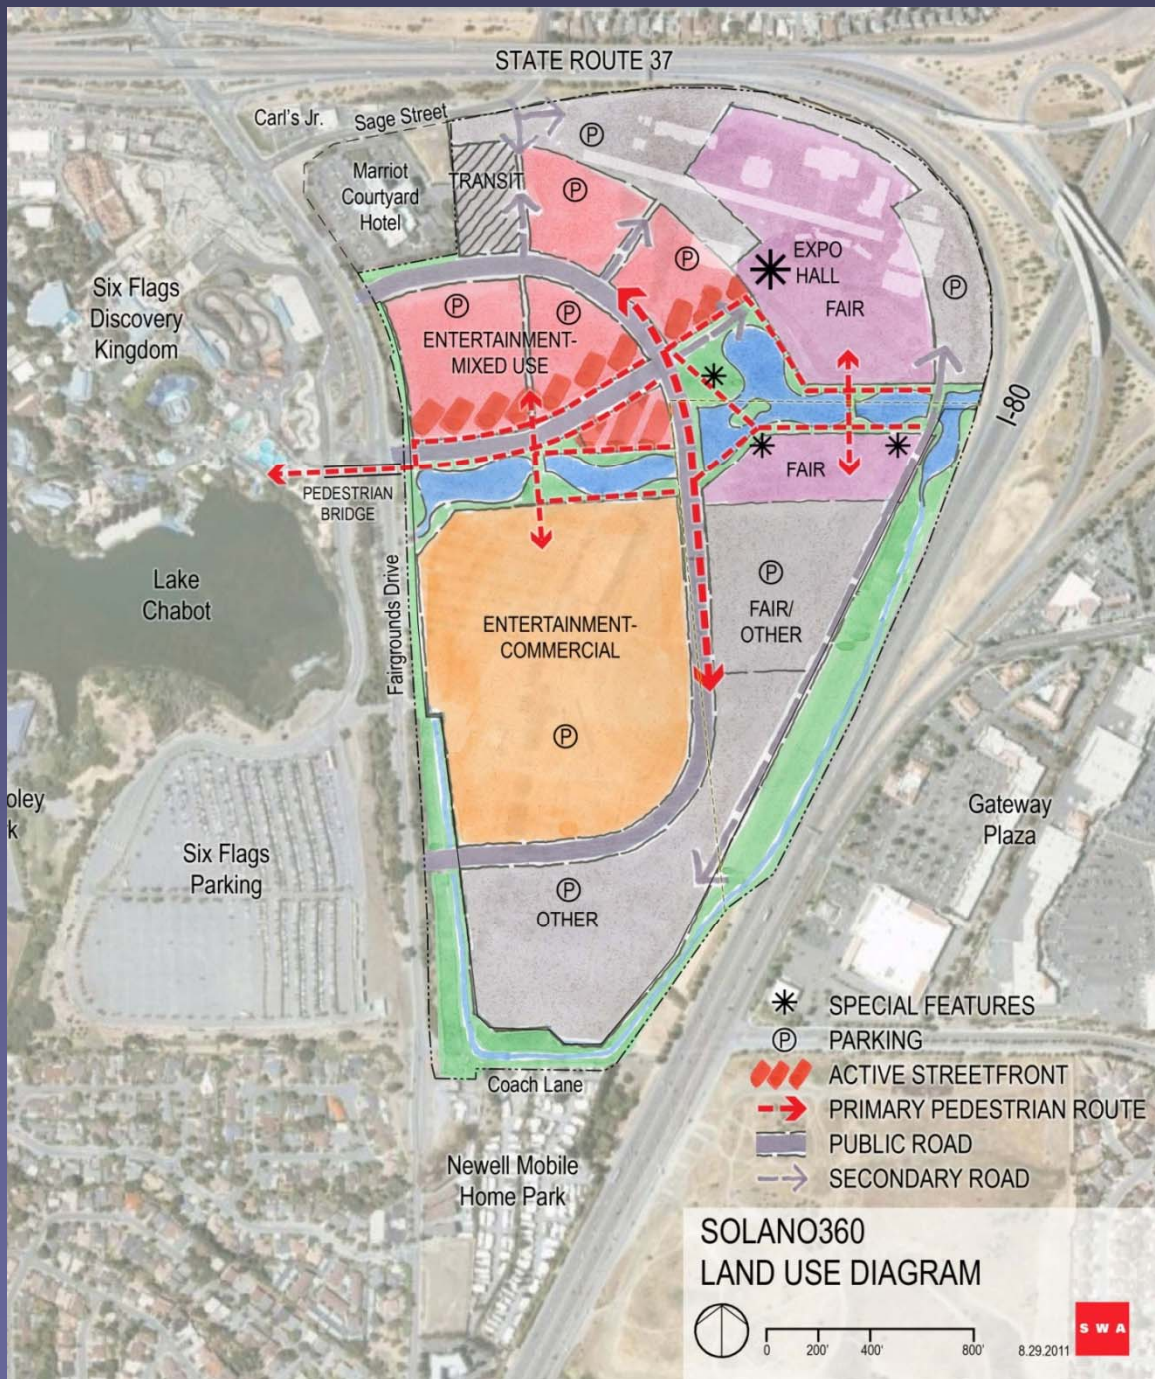 STATE ROUTE 37
Carl's Jr.
Sage Street
Marriot
Courtyard
Hotel
TRANSIT
P
P
P
EXPO
HALL
FAIR
P
Six Flags
Discovery
Kingdom
P
P
ENTERTAINMENT-
MIXED USE
I-80
FAIR
PEDESTRIAN
BRIDGE
Lake
Chabot
Fairgrounds Drive
P
FAIR/
OTHER
ENTERTAINMENT-
COMMERCIAL
P
oley
k
Gateway
Plaza
Six Flags
Parking
P
OTHER
SPECIAL FEATURES
P PARKING
ACTIVE STREETFRONT
PRIMARY PEDESTRIAN ROUTE
PUBLIC ROAD
SECONDARY ROAD
Coach Lane
Newell Mobile
Home Park
SOLANO360
LAND USE DIAGRAM
0 200' 400' 800'
8.29.2011
SWA